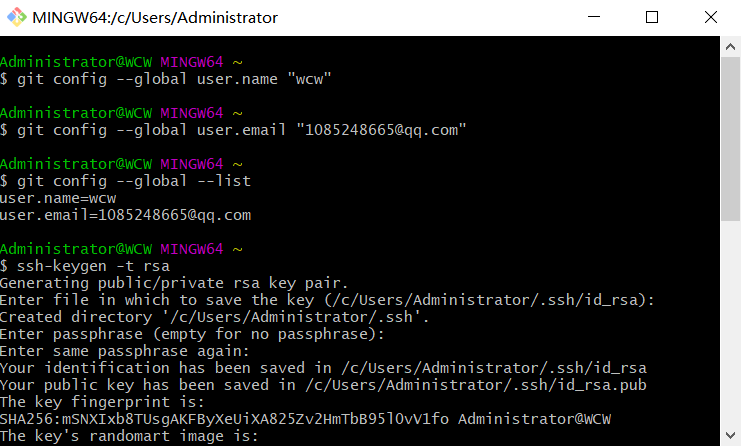 MINGW64:/c/Users/Administrator
Administrator@WCW MINGW64 ~
$ git config --global user.name "wcw"
Administrator@WCW MINGW64 ~
$ git config --global user.email "1085248665@qq.com"
Administrator@WCW MINGW64 ~
$ git config --global --list
user.name=wcw
user.email=1085248665@qq.com
Administrator@WCW MINGW64 ~
$ ssh-keygen -t rsa
Generating public/private rsa key pair.
Enter file in which to save the key (/c/Users/Administrator/.ssh/id_rsa):
Created directory '/c/Users/Administrator/.ssh'.
Enter passphrase (empty for no passphrase):
Enter same passphrase again:
Your identification has been saved in /c/Users/Administrator/.ssh/id_rsa
Your public key has been saved in /c/Users/Administrator/.ssh/id_rsa.pub
The key fingerprint is:
SHA256:mSNXIxb8TUsgAKFByXeUiXA825Zv2HmTbB95lOvV1fo Administrator@WCW
The key's randomart image is: